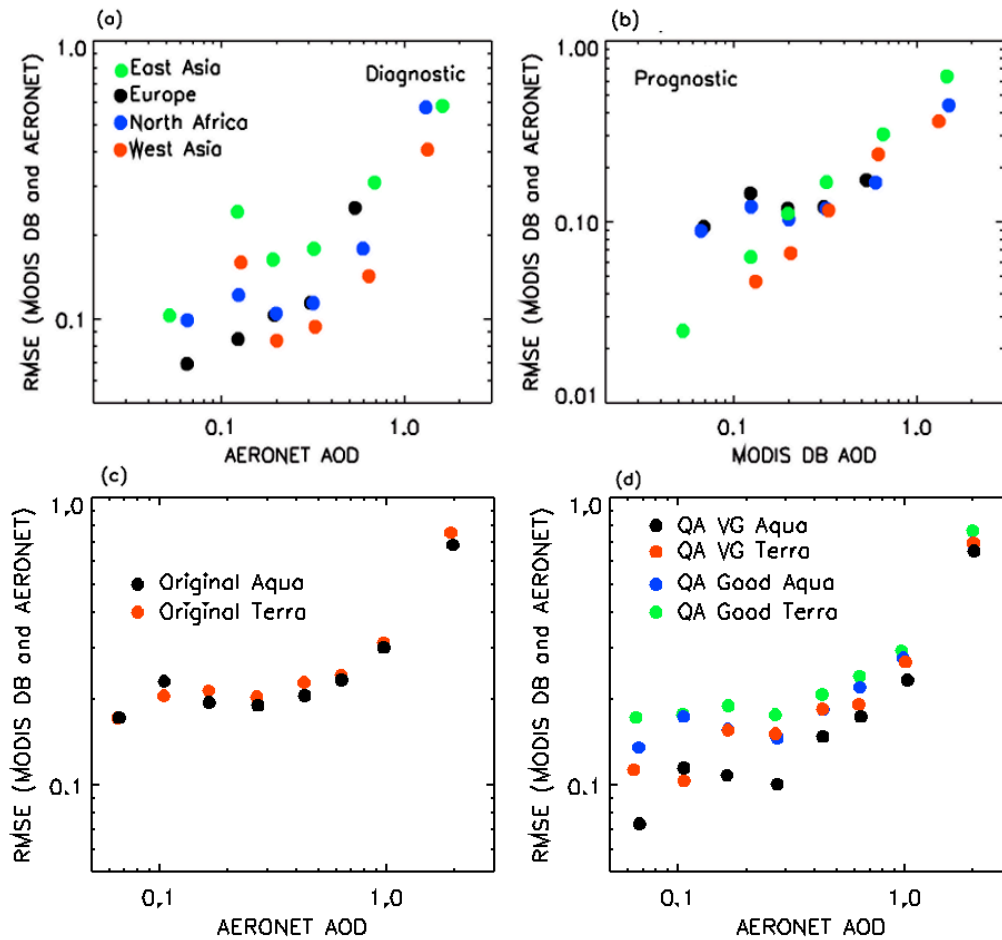 (a)
1.0
East Asia
Europe
North Africa
West Asia
Diagnostic
0.1
RMSE (MODIS DB and AERONET)
0.1 1.0
AERONET AOD
(b)
1.00
Prognostic
0.10
0.01
RMSE (MODIS DB and AERONET)
0.1 1.0
MODIS DB AOD
(c)
1.0
Original Aqua
Original Terra
0.1
RMSE (MODIS DB and AERONET)
0.1 1.0
AERONET AOD
(d)
1.0
QA VG Aqua
QA VG Terra
QA Good Aqua
QA Good Terra
0.1
RMSE (MODIS DB and AERONET)
0.1 1.0
AERONET AOD